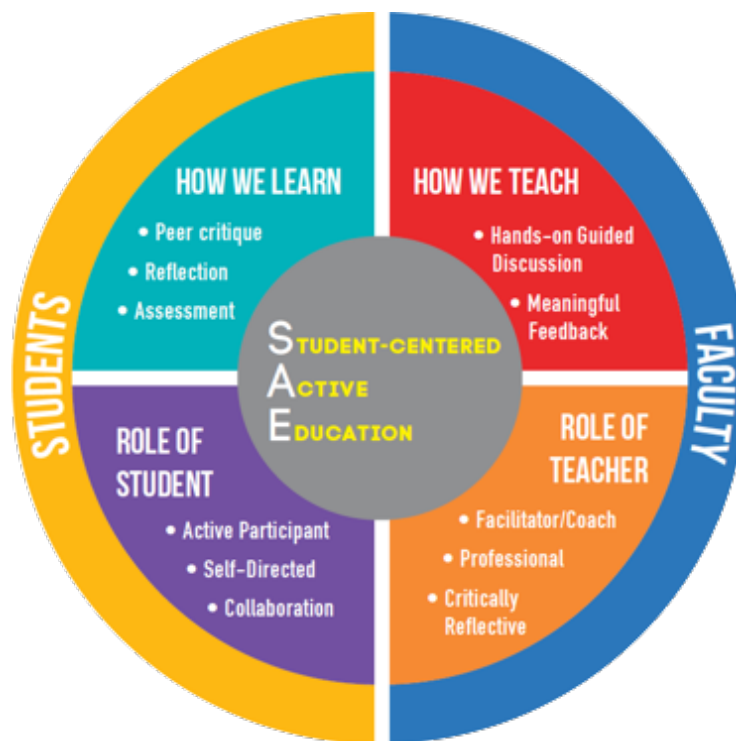 STUDENTS
HOW WE LEARN
• Peer critique
• Reflection
• Assessment
HOW WE TEACH
• Hands-on Guided
Discussion
• Meaningful
Feedback
FACULTY
STUDENT-CENTERED
ACTIVE
EDUCATION
ROLE OF
STUDENT
• Active Participant
• Self-Directed
• Collaboration
ROLE OF
TEACHER
• Facilitator/Coach
• Professional
• Critically
Reflective